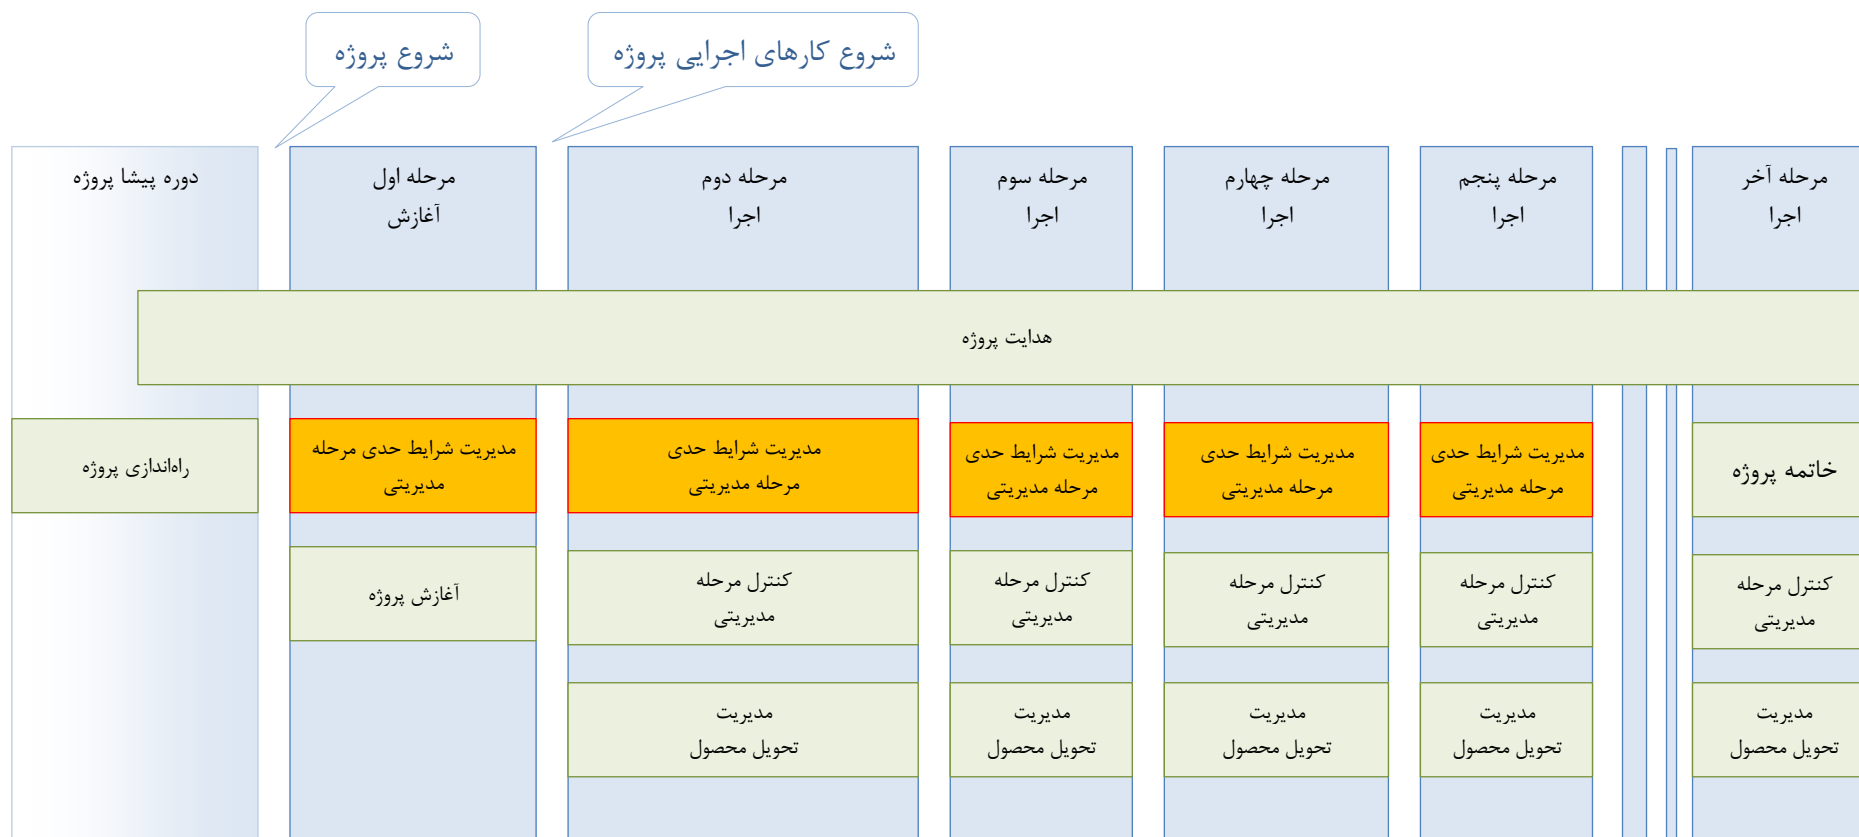 شروع پروژه
شروع کارهای اجرایی پروژه
دوره پیشا پروژه
مرحله اول
آغازش
مرحله دوم
اجرا
مرحله سوم
اجرا
مرحله چهارم
اجرا
مرحله پنجم
اجرا
مرحله آخر
اجرا
هدایت پروژه
راه‌اندازی پروژه
مدیریت شرایط حدی مرحله
مدیریتی
مدیریت شرایط حدی
مرحله مدیریتی
مدیریت شرایط حدی
مرحله مدیریتی
مدیریت شرایط حدی
مرحله مدیریتی
مدیریت شرایط حدی
مرحله مدیریتی
خاتمه پروژه
آغازش پروژه
کنترل مرحله
مدیریتی
کنترل مرحله
مدیریتی
کنترل مرحله
مدیریتی
کنترل مرحله
مدیریتی
کنترل مرحله
مدیریتی
مدیریت
تحویل محصول
مدیریت
تحویل محصول
مدیریت
تحویل محصول
مدیریت
تحویل محصول
مدیریت
تحویل محصول